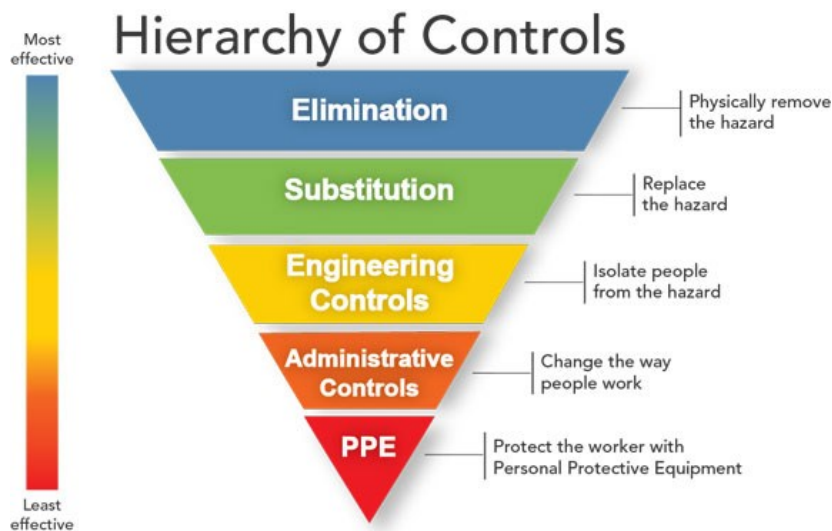 Hierarchy of Controls
Most
effective
Elimination
Physically remove
the hazard
Substitution
Replace
the hazard
Engineering
Controls
Isolate people
from the hazard
Administrative
Controls
Change the way
people work
PPE
Protect the worker with
Personal Protective Equipment
Least
effective